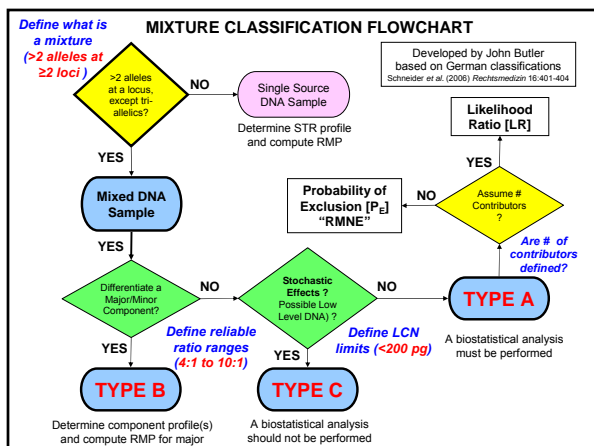 MIXTURE CLASSIFICATION FLOWCHART
Define what is
a mixture
(>2 alleles at
≥2 loci)
>2 alleles
at a locus,
except tri-
allelics?
NO
Single Source
DNA Sample
Determine STR profile
and compute RMP
Developed by John Butler
based on German classifications
Schneider et al. (2006) Rechtsmedizin 16:401-404
Likelihood
Ratio [LR]
YES
YES
Mixed DNA
Sample
Probability of
Exclusion [PE]
“RMNE”
NO
Assume #
Contributors
?
YES
Are # of
contributors
defined?
Differentiate a
Major/Minor
Component?
NO
Stochastic
Effects ?
Possible Low
Level DNA) ?
NO
TYPE A
A biostatistical analysis
must be performed
YES
Define reliable
ratio ranges
(4:1 to 10:1)
YES
Define LCN
limits (<200 pg)
TYPE B
Determine component profile(s)
and compute RMP for major
TYPE C
A biostatistical analysis
should not be performed